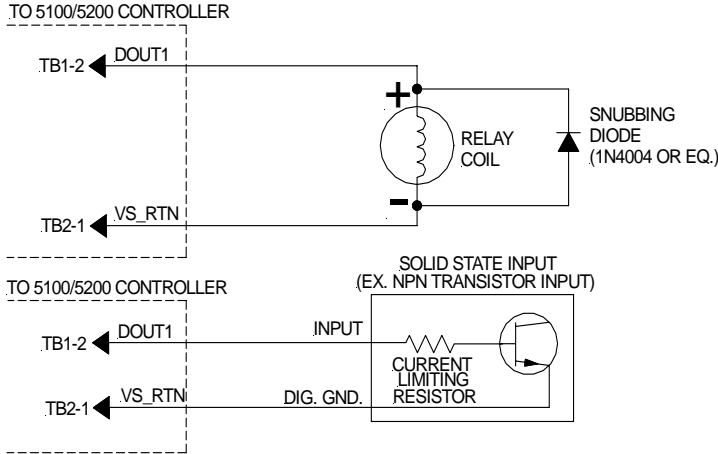 TO 5100/5200 CONTROLLER
TB1-2
DOUT1
+
RELAY
COIL
SNUBBING
DIODE
(1N4004 OR EQ.)
-
TB2-1
VS_RTN
TO 5100/5200 CONTROLLER
SOLID STATE INPUT
(EX. NPN TRANSISTOR INPUT)
TB1-2
DOUT1
INPUT
CURRENT
LIMITING
RESISTOR
TB2-1
VS_RTN
DIG. GND.